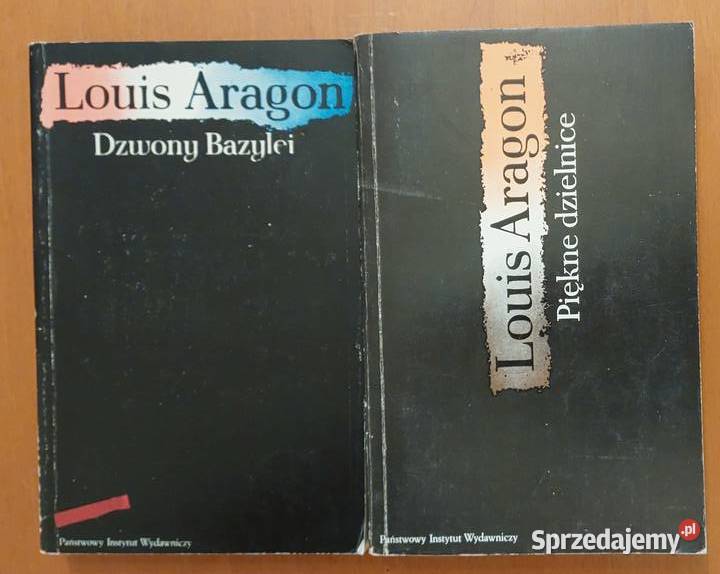 Louis Aragon
Dzwony Bazylei
Państwowy Instytut Wydawniczy
Louis Aragon
Piękne dzielnice
Państwowy Instytut Wydawniczy
Sprzedajemy.pl